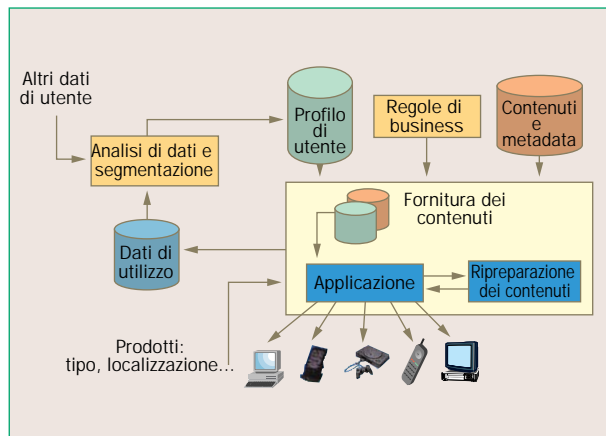 Altri dati
di utente
Analisi di dati e
segmentazione
Profilo
di
utente
Regole di
business
Contenuti
e
metadata
Fornitura dei
contenuti
Dati di
utilizzo
Applicazione
Ripreparazione
dei contenuti
Prodotti:
tipo, localizzazione...